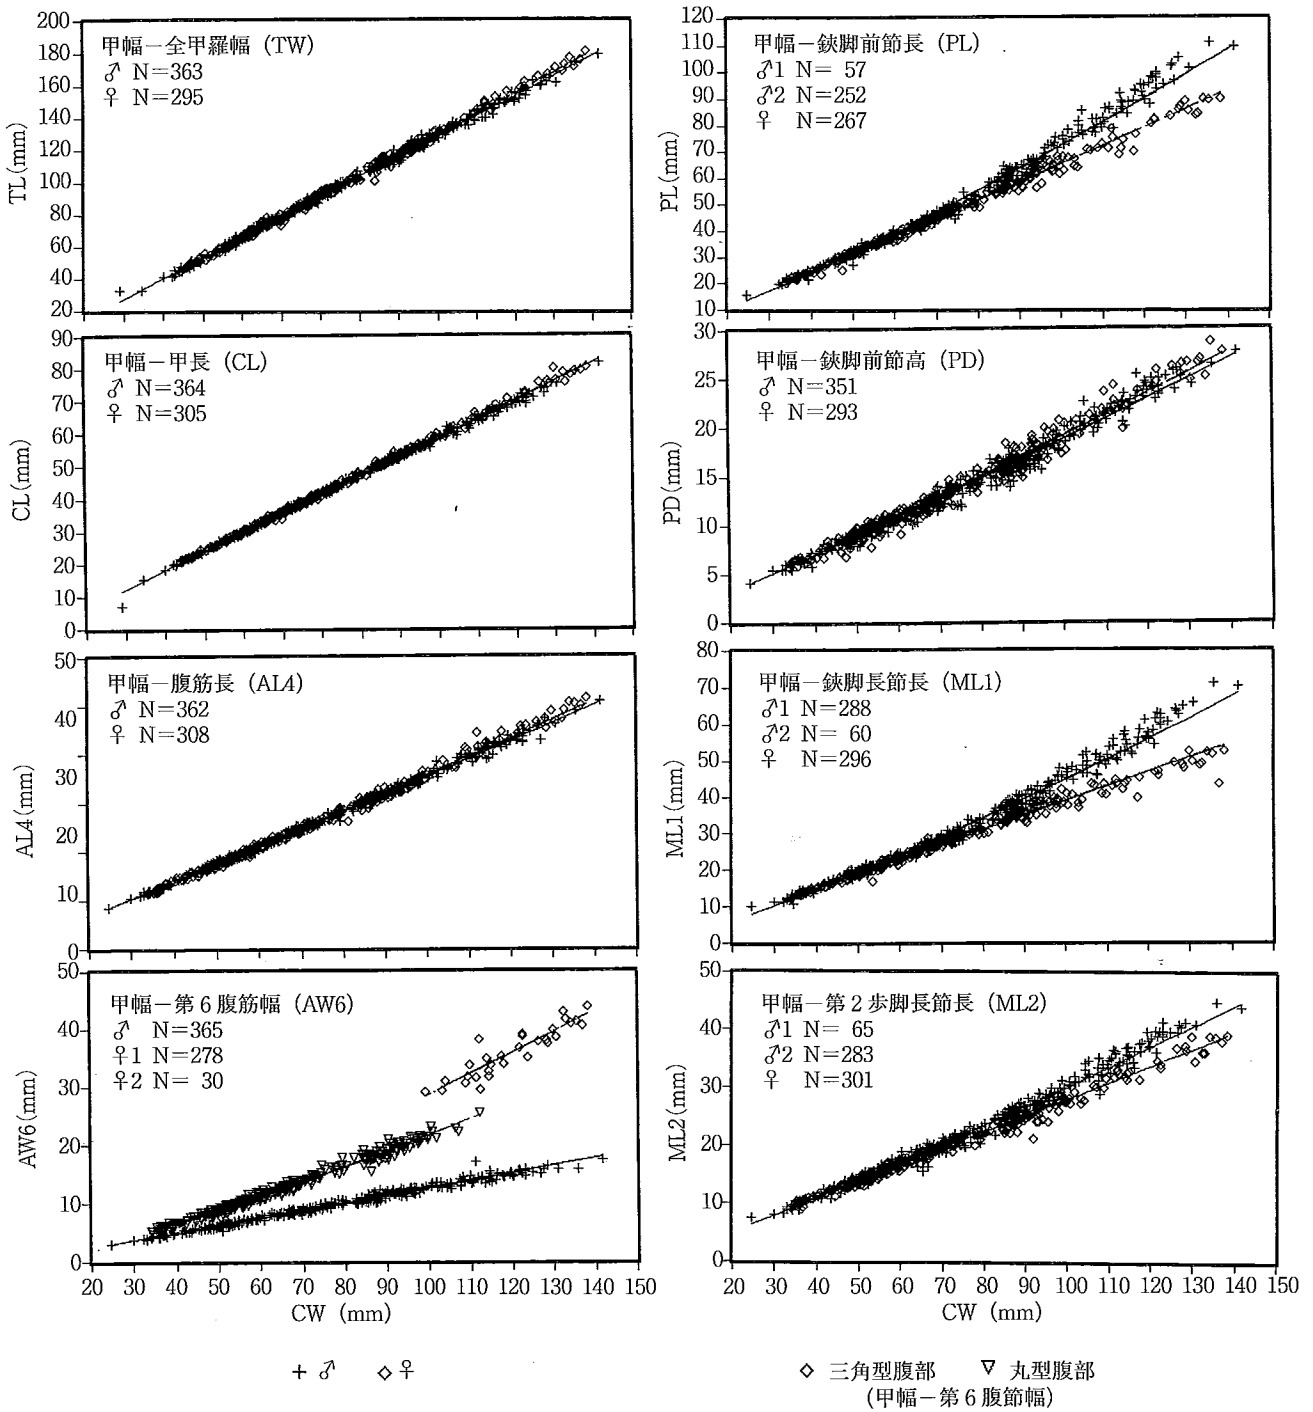 甲幅－全甲羅幅 (TW)
♂ N=363
♀ N=295
TL(mm)
200
180
160
140
120
100
80
60
40
20
甲幅－鋏脚前節長 (PL)
♂1 N= 57
♂2 N=252
♀ N=267
PL(mm)
120
110
100
90
80
70
60
50
40
30
20
10
甲幅－甲長 (CL)
♂ N=364
♀ N=305
CL(mm)
90
80
70
60
50
40
30
20
10
0
甲幅－鋏脚前節高 (PD)
♂ N=351
♀ N=293
PD(mm)
30
25
20
15
10
5
0
甲幅－腹筋長 (AL4)
♂ N=362
♀ N=308
AL4(mm)
50
40
30
20
10
0
甲幅－鋏脚長節長 (ML1)
♂1 N=288
♂2 N= 60
♀ N=296
ML1(mm)
80
70
60
50
40
30
20
10
0
甲幅－第6腹筋幅 (AW6)
♂ N=365
♀1 N=278
♀2 N= 30
AW6(mm)
50
40
30
20
10
0
20 30 40 50 60 70 80 90 100 110 120 130 140 150
CW (mm)
甲幅－第2歩脚長節長 (ML2)
♂1 N= 65
♂2 N=283
♀ N=301
ML2(mm)
50
40
30
20
10
0
20 30 40 50 60 70 80 90 100 110 120 130 140 150
CW (mm)
+ ♂ ◇ ♀
◇ 三角型腹部 ▽ 丸型腹部
(甲幅－第6腹節幅)